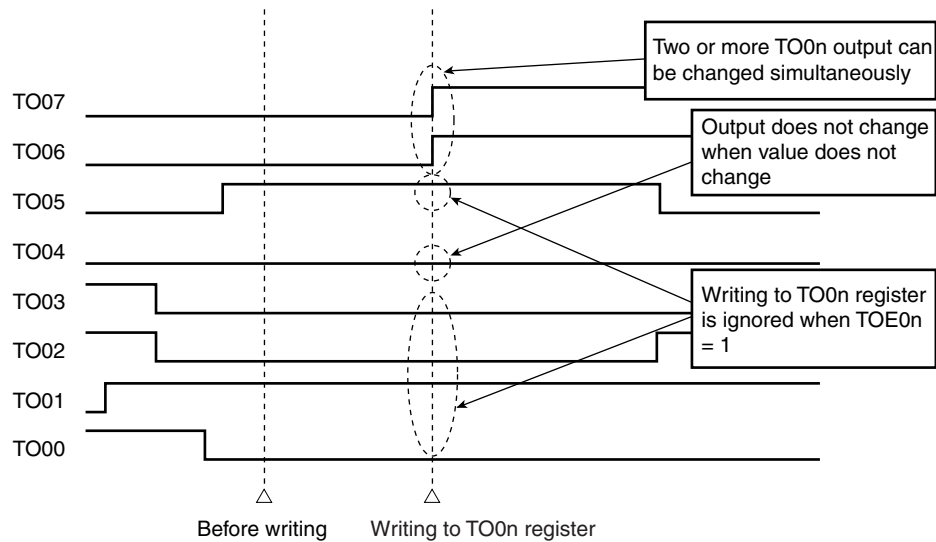 Two or more TO0n output can
be changed simultaneously
TO07
Output does not change
when value does not
change
TO06
TO05
TO04
Writing to TO0n register
is ignored when TOE0n
= 1
TO03
TO02
TO01
TO00
Before writing
Writing to TO0n register